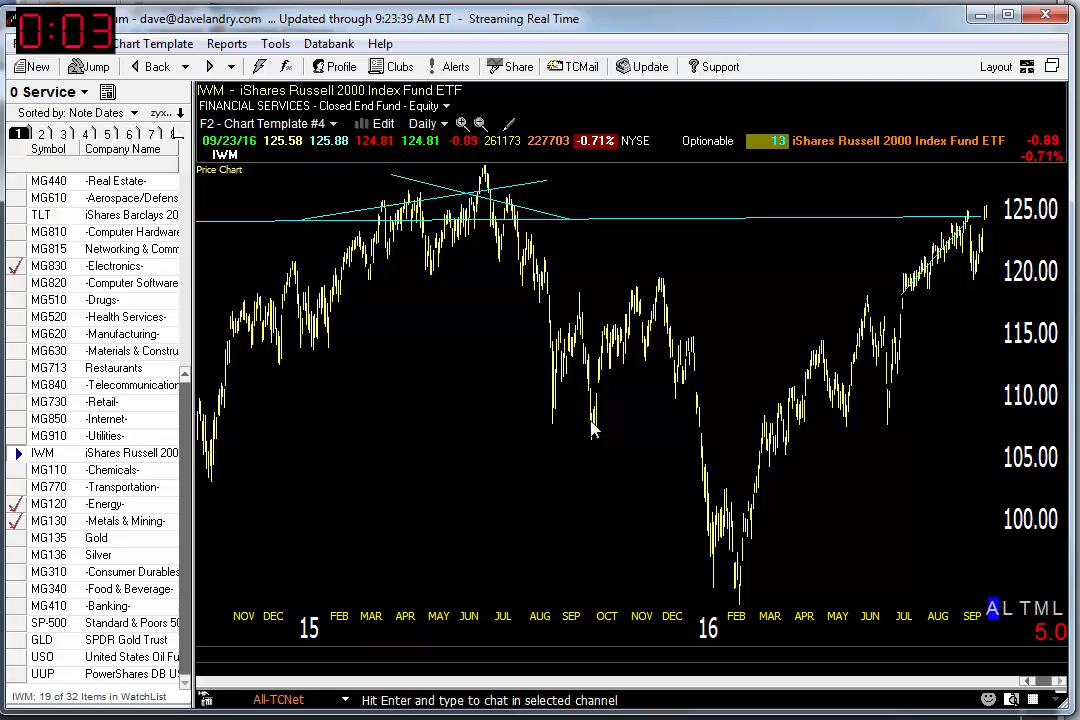 0:03
um - dave@davelandry.com ... Updated through 9:23:39 AM ET - Streaming Real Time
Chart Template Reports Tools Databank Help
New Jump Back Profile Clubs Alerts Share TCMail Update Support Layout
0 Service
Sorted by: Note Dates zyx..
1 2 3 4 5 6 7
Symbol Company Name
MG440 -Real Estate-
MG610 -Aerospace/Defens
TLT iShares Barclays 20
MG810 -Computer Hardware
MG815 Networking & Comm
MG830 -Electronics-
MG820 -Computer Software
MG510 -Drugs-
MG520 -Health Services-
MG620 -Manufacturing-
MG630 -Materials & Constru
MG713 Restaurants
MG840 -Telecommunication
MG730 -Retail-
MG850 -Internet-
MG910 -Utilities-
IWM iShares Russell 200
MG110 -Chemicals-
MG770 -Transportation-
MG120 -Energy-
MG130 -Metals & Mining-
MG135 Gold
MG136 Silver
MG310 -Consumer Durables
MG340 -Food & Beverage-
MG410 -Banking-
SP-500 Standard & Poors 50
GLD SPDR Gold Trust
USO United States Oil Fu
UUP PowerShares DB US
IWM: 19 of 32 Items in WatchList
IWM - iShares Russell 2000 Index Fund ETF
FINANCIAL SERVICES - Closed End Fund - Equity
F2 - Chart Template #4 Edit Daily
09/23/16 125.58 125.88 124.81 124.81 -0.89 261173 227703 -0.71% NYSE Optionable 13 iShares Russell 2000 Index Fund ETF -0.89
IWM -0.71%
Price Chart
125.00
120.00
115.00
110.00
105.00
100.00
NOV DEC 15 FEB MAR APR MAY JUN JUL AUG SEP OCT NOV DEC 16 FEB MAR APR MAY JUN JUL AUG SEP
A L T M L
5.0
All-TCNet Hit Enter and type to chat in selected channel